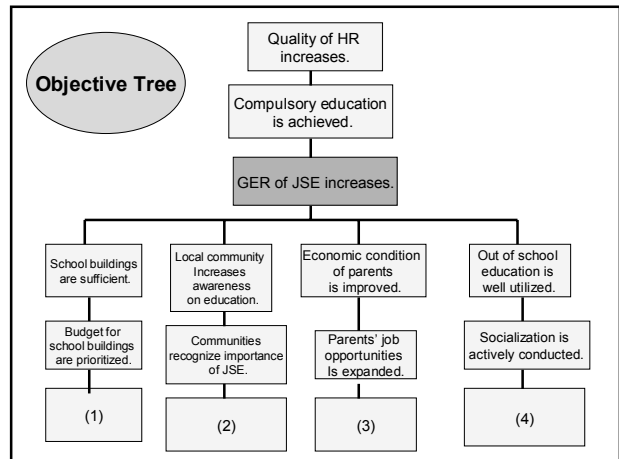 Objective Tree
Quality of HR
increases.
Compulsory education
is achieved.
GER of JSE increases.
School buildings
are sufficient.
Local community
Increases
awareness
on education.
Economic condition
of parents
is improved.
Out of school
education is
well utilized.
Budget for
school buildings
are prioritized.
Communities
recognize importance
of JSE.
Parents' job
opportunities
Is expanded.
Socialization is
actively conducted.
(1)
(2)
(3)
(4)